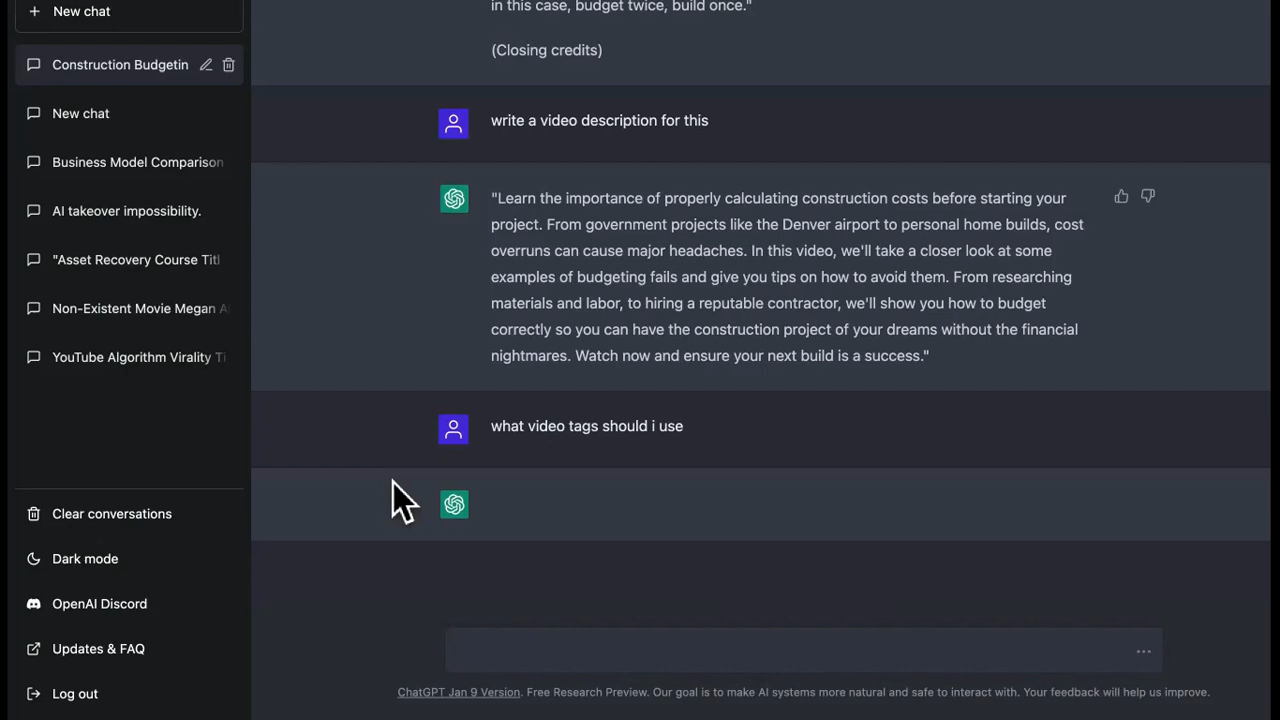 New chat
Construction Budgetin
New chat
Business Model Comparison
AI takeover impossibility.
"Asset Recovery Course Titl
Non-Existent Movie Megan A
YouTube Algorithm Virality Ti
Clear conversations
Dark mode
OpenAI Discord
Updates & FAQ
Log out
in this case, budget twice, build once."
(Closing credits)
write a video description for this
"Learn the importance of properly calculating construction costs before starting your
project. From government projects like the Denver airport to personal home builds, cost
overruns can cause major headaches. In this video, we'll take a closer look at some
examples of budgeting fails and give you tips on how to avoid them. From researching
materials and labor, to hiring a reputable contractor, we'll show you how to budget
correctly so you can have the construction project of your dreams without the financial
nightmares. Watch now and ensure your next build is a success."
what video tags should i use
ChatGPT Jan 9 Version. Free Research Preview. Our goal is to make AI systems more natural and safe to interact with. Your feedback will help us improve.